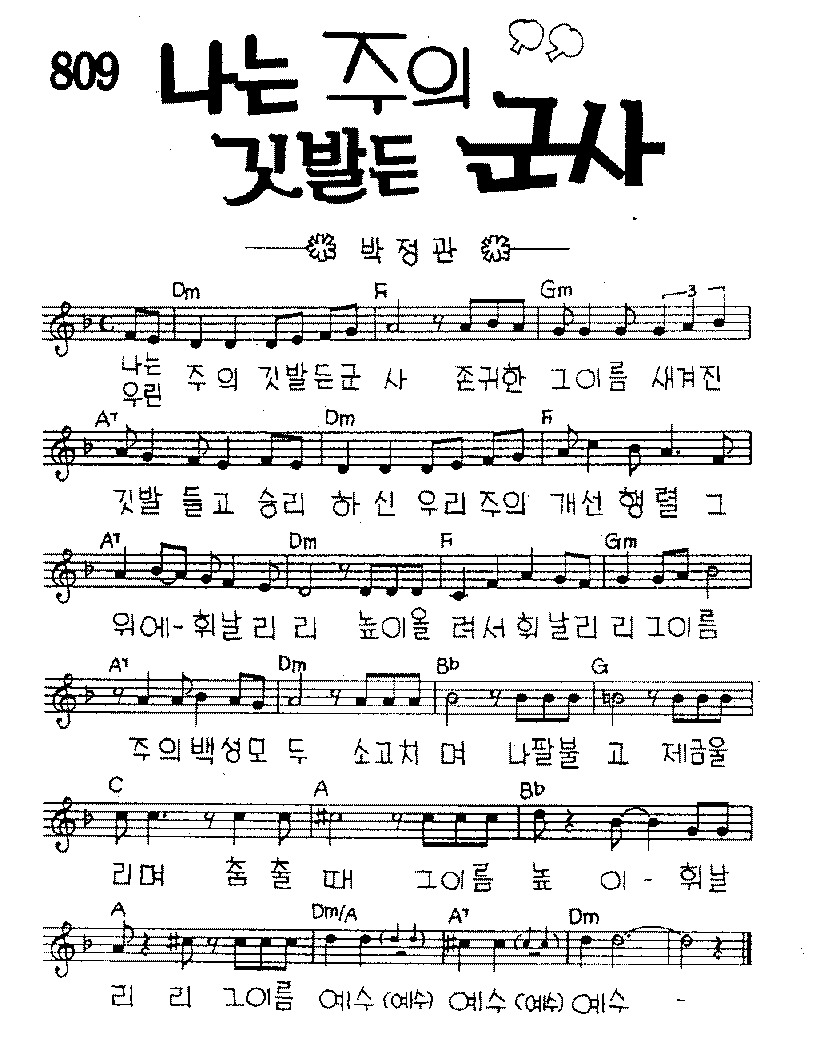 809 나는 주의
깃발든 군사
박정관
Dm F Gm 3
나는 주의 깃발든군 사 존귀한 그이름 새겨진
우린
A7 Dm F
깃발 들고 승리 하신 우리주의 개선행렬 그
A7 Dm F Gm
위에-휘날리 리 높이올 려서휘날리 리그이름
A7 Dm Bb G
주의백성모 두 소고치 며 나팔불 고 제금울
C A Bb
리며 춤출 때 그이름 높 이 - 휘날
A Dm/A A7 Dm
리 리 그이름 예수(예수) 예수(예수) 예수 -